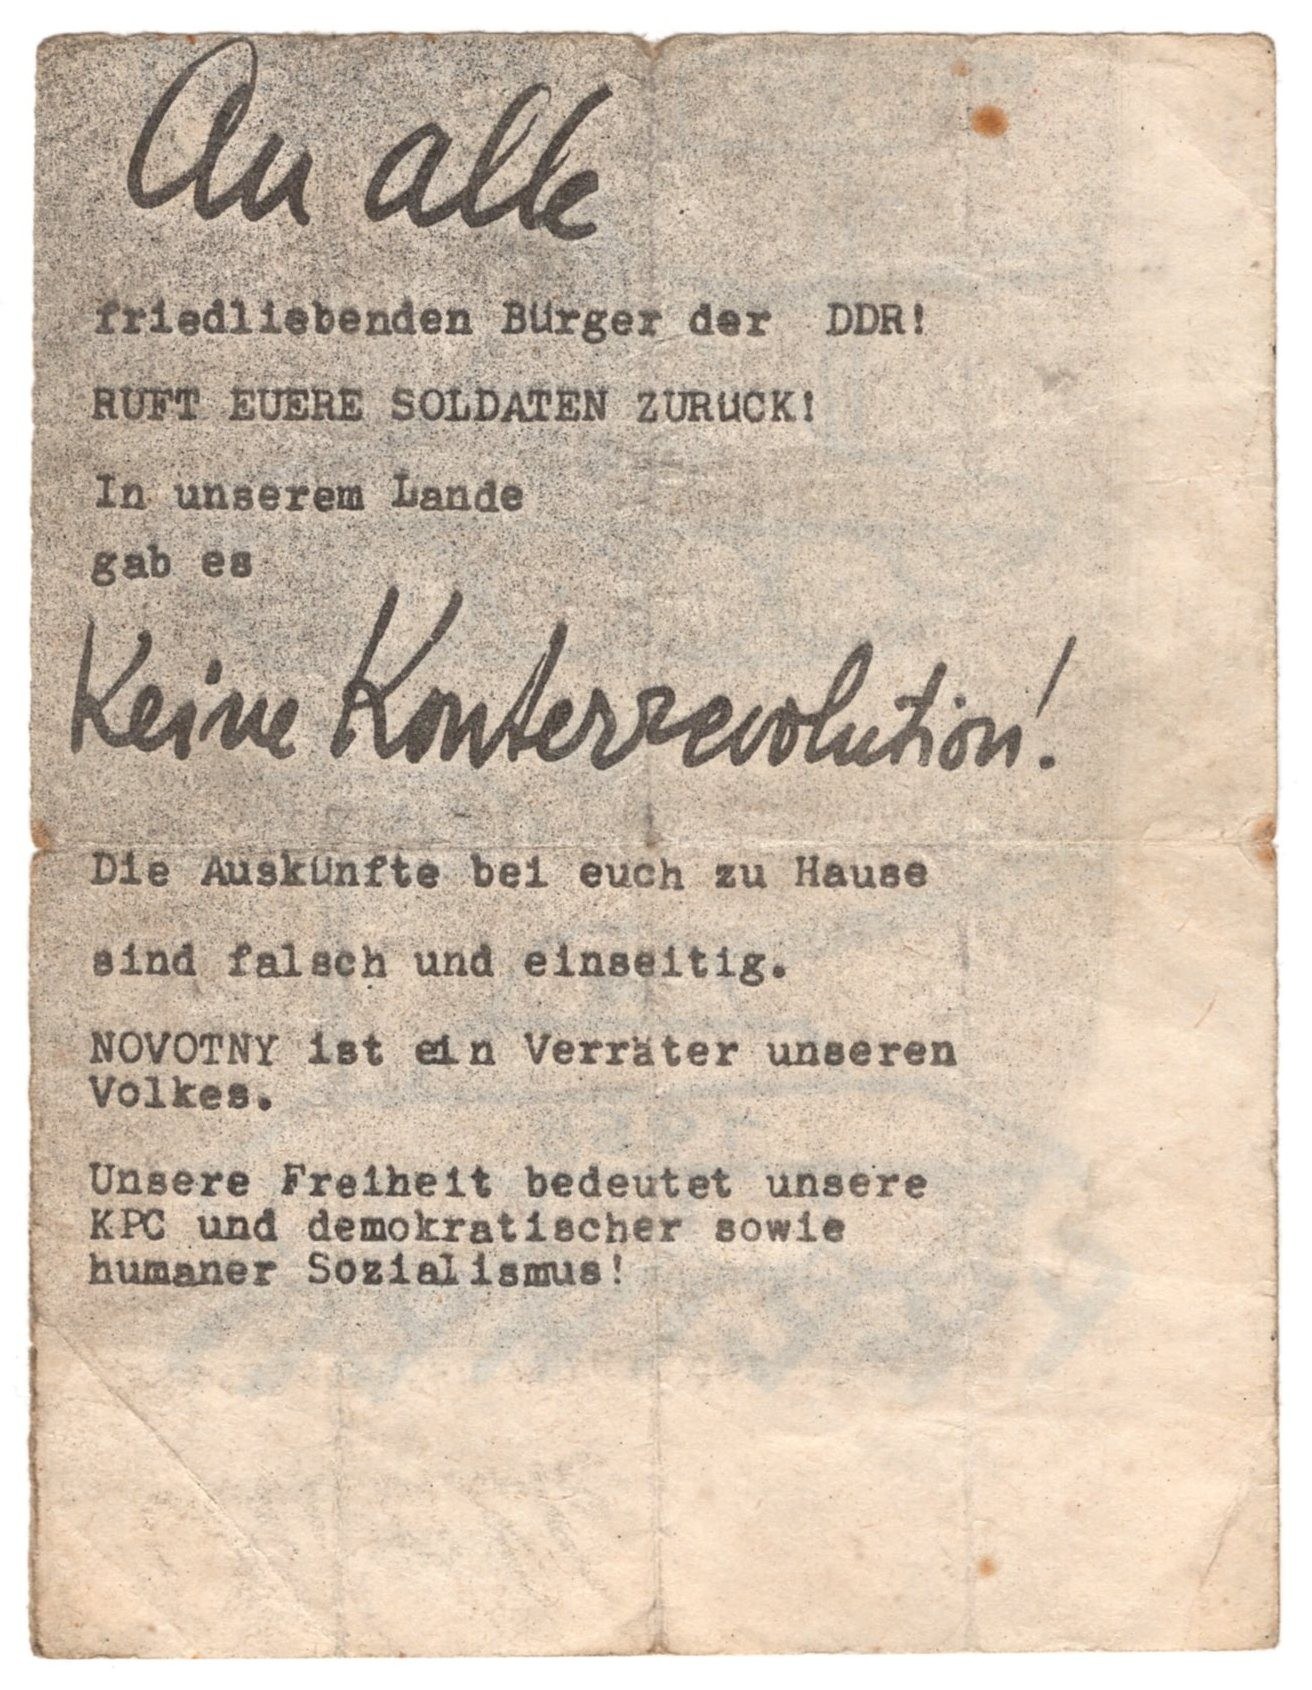 An alle
friedliebenden Bürger der DDR!
RUFT EUERE SOLDATEN ZURüCK!
In unserem Lande
gab es
Keine Konterrevolution!
Die Auskünfte bei euch zu Hause
sind falsch und einseitig.
NOVOTNY ist ein Verräter unseren
Volkes.
Unsere Freiheit bedeutet unsere
KPC und demokratischer sowie
humaner Sozialismus!